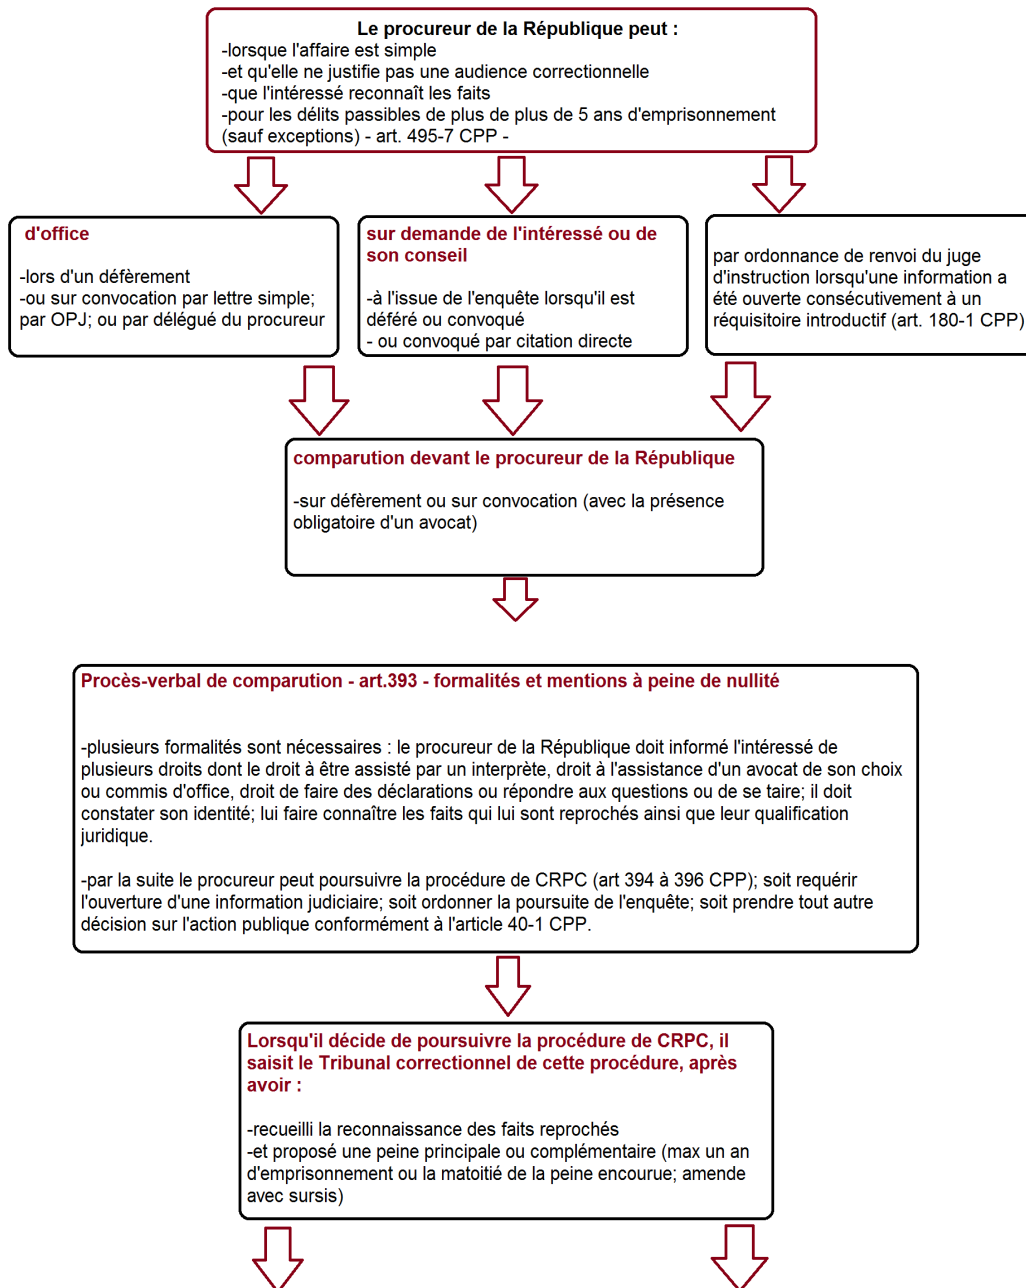 Le procureur de la République peut :
-lorsque l'affaire est simple
-et qu'elle ne justifie pas une audience correctionnelle
-que l'intéressé reconnaît les faits
-pour les délits passibles de plus de plus de 5 ans d'emprisonnement
(sauf exceptions) - art. 495-7 CPP -
d'office
-lors d'un défèrement
-ou sur convocation par lettre simple;
par OPJ; ou par délégué du procureur
sur demande de l'intéressé ou de
son conseil
-à l'issue de l'enquête lorsqu'il est
déféré ou convoqué
- ou convoqué par citation directe
par ordonnance de renvoi du juge
d'instruction lorsqu'une information a
été ouverte consécutivement à un
réquisitoire introductif (art. 180-1 CPP)
comparution devant le procureur de la République
-sur défèrement ou sur convocation (avec la présence
obligatoire d'un avocat)
Procès-verbal de comparution - art.393 - formalités et mentions à peine de nullité
-plusieurs formalités sont nécessaires : le procureur de la République doit informé l'intéressé de
plusieurs droits dont le droit à être assisté par un interprète, droit à l'assistance d'un avocat de son choix
ou commis d'office, droit de faire des déclarations ou répondre aux questions ou de se taire; il doit
constater son identité; lui faire connaître les faits qui lui sont reprochés ainsi que leur qualification
juridique.
-par la suite le procureur peut poursuivre la procédure de CRPC (art 394 à 396 CPP); soit requérir
l'ouverture d'une information judiciaire; soit ordonner la poursuite de l'enquête; soit prendre tout autre
décision sur l'action publique conformément à l'article 40-1 CPP.
Lorsqu'il décide de poursuivre la procédure de CRPC, il
saisit le Tribunal correctionnel de cette procédure, après
avoir :
-recueilli la reconnaissance des faits reprochés
-et proposé une peine principale ou complémentaire (max un an
d'emprisonnement ou la matoitié de la peine encourue; amende
avec sursis)